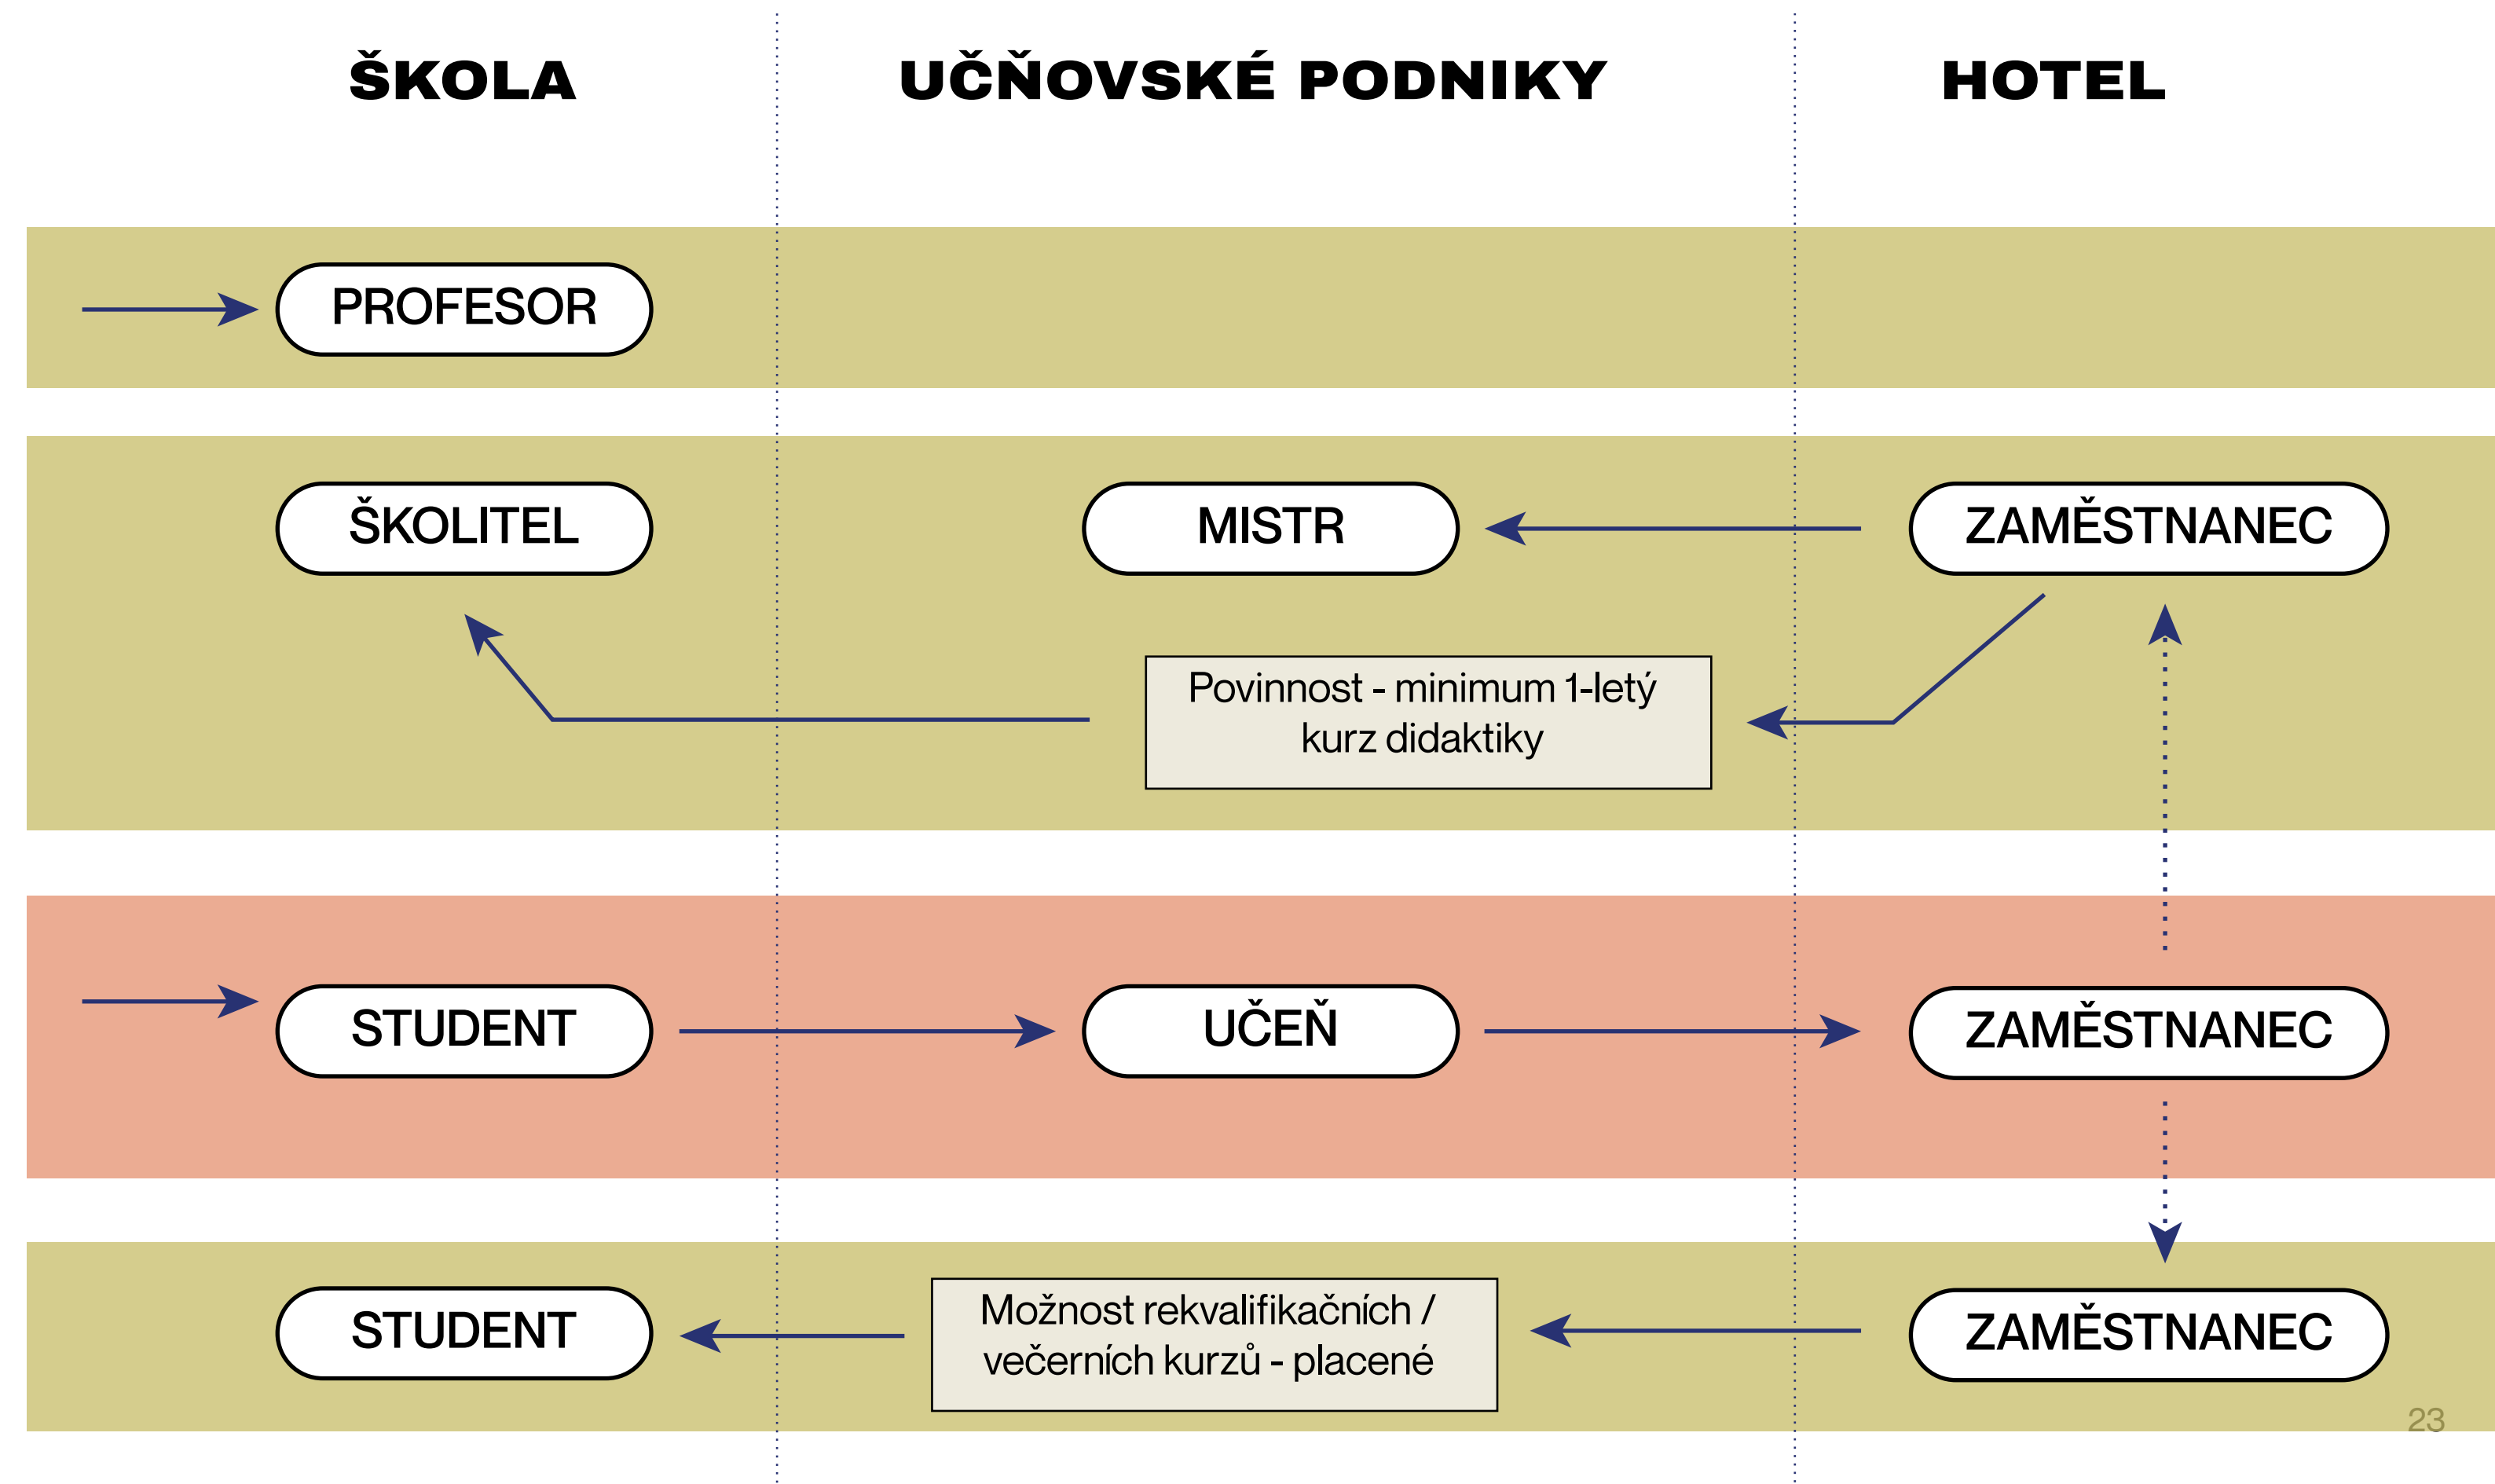 ŠKOLA
UČŇOVSKÉ PODNIKY
HOTEL
PROFESOR
ŠKOLITEL
MISTR
ZAMĚSTNANEC
Povinnost - minimum 1-letý
kurz didaktiky
STUDENT
UČEŇ
ZAMĚSTNANEC
STUDENT
Možnost rekvalifikačních /
večerních kurzů - placené
ZAMĚSTNANEC
23